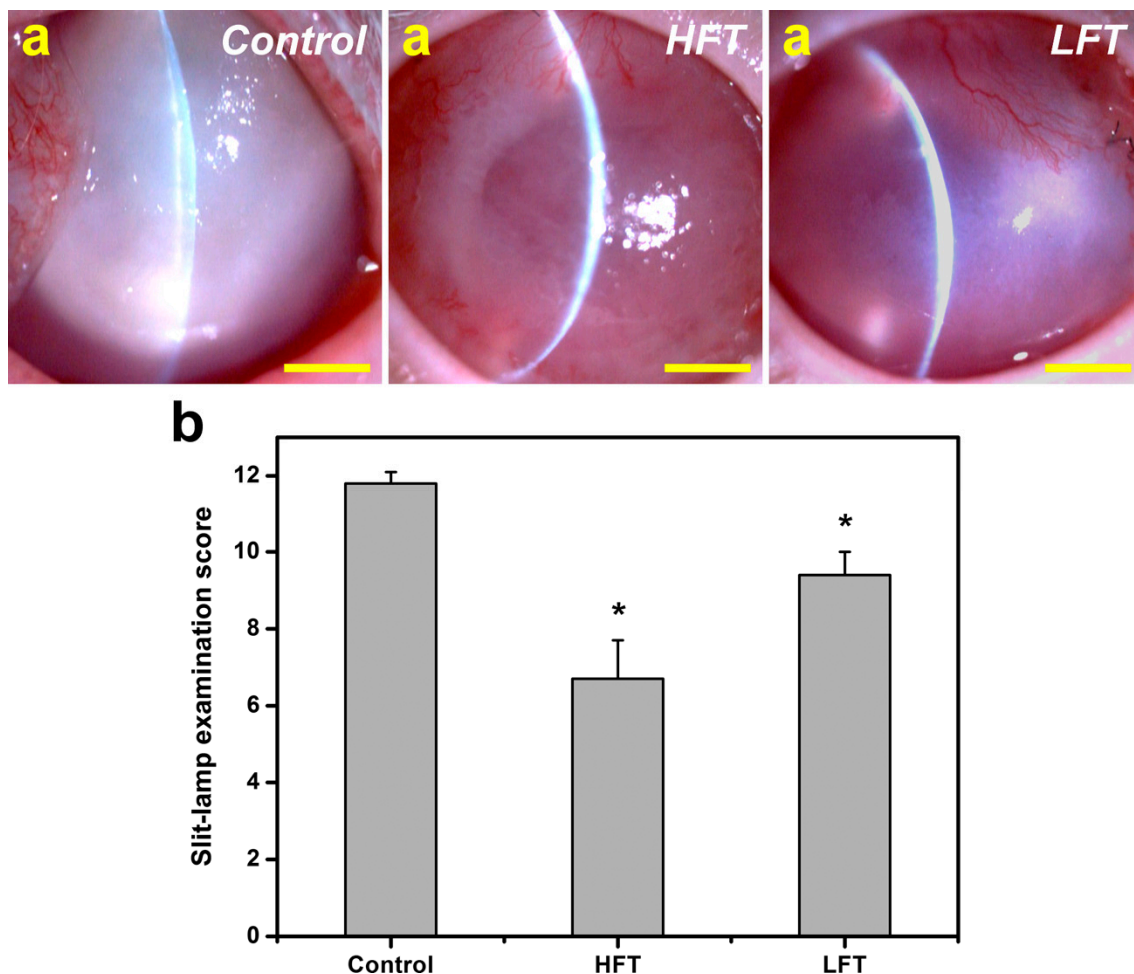 a Control
a HFT
a LFT
b
12
10
8
6
4
2
0
Slit-lamp examination score
*
*
Control HFT LFT